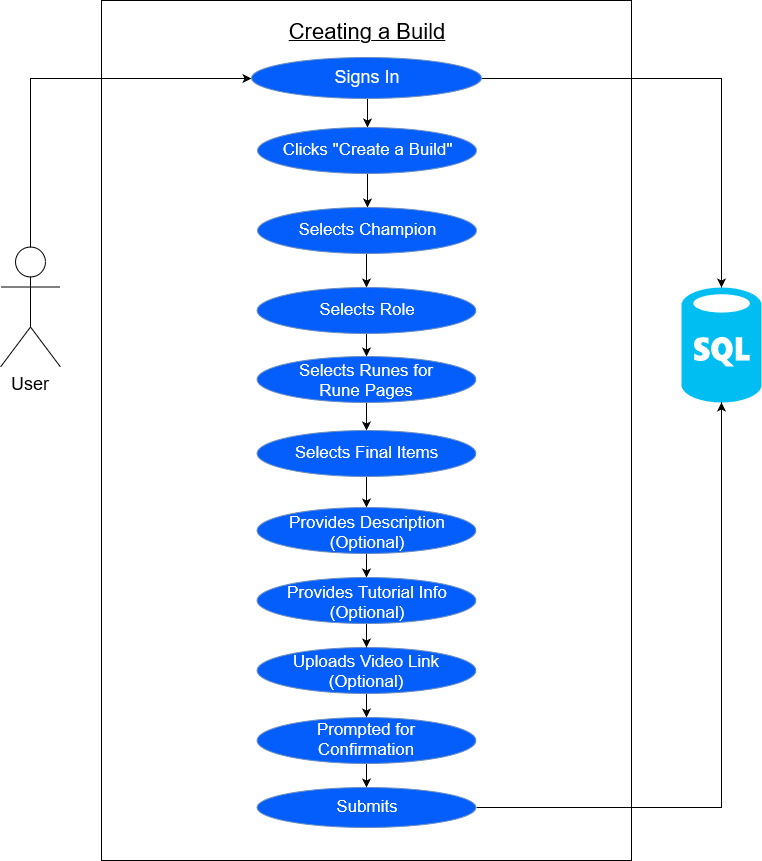 Creating a Build
Signs In
Clicks "Create a Build"
Selects Champion
Selects Role
Selects Runes for
Rune Pages
Selects Final Items
Provides Description
(Optional)
Provides Tutorial Info
(Optional)
Uploads Video Link
(Optional)
Prompted for
Confirmation
Submits
User
SQL